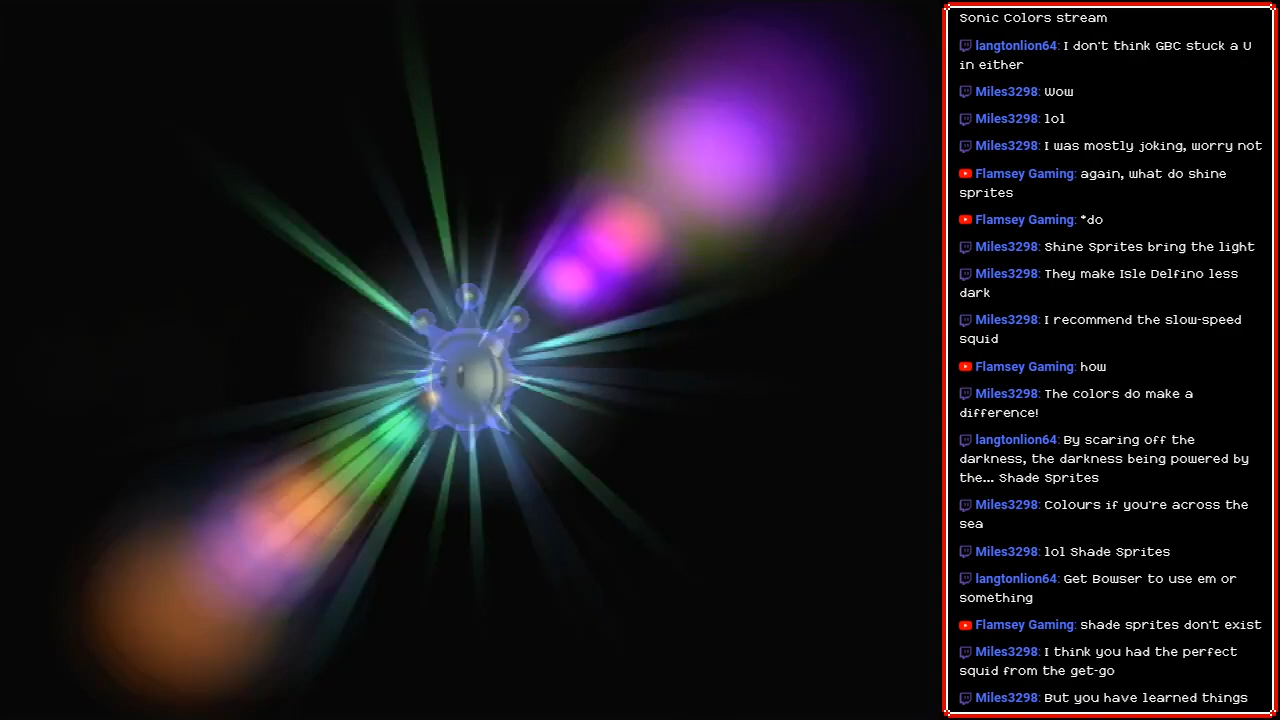 Sonic Colors stream
langtonlion64: I don't think GBC stuck a U
in either
Miles3298: Wow
Miles3298: lol
Miles3298: I was mostly joking, worry not
Flamsey Gaming: again, what do shine
sprites
Flamsey Gaming: *do
Miles3298: Shine Sprites bring the light
Miles3298: They make Isle Delfino less
dark
Miles3298: I recommend the slow-speed
squid
Flamsey Gaming: how
Miles3298: The colors do make a
difference!
langtonlion64: By scaring off the
darkness, the darkness being powered by
the... Shade Sprites
Miles3298: Colours if you're across the
sea
Miles3298: lol Shade Sprites
langtonlion64: Get Bowser to use em or
something
Flamsey Gaming: shade sprites don't exist
Miles3298: I think you had the perfect
squid from the get-go
Miles3298: But you have learned things